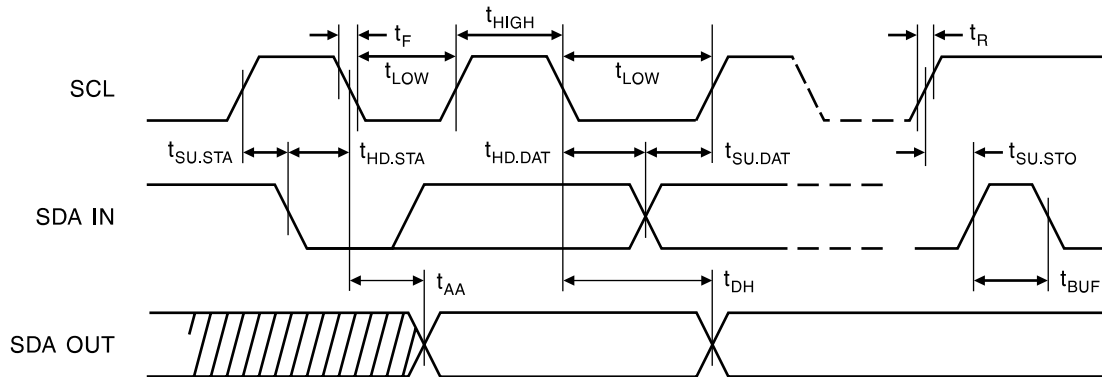 t_HIGH
t_F
t_R
t_LOW
t_LOW
SCL
t_SU.STA
t_HD.STA
t_HD.DAT
t_SU.DAT
t_SU.STO
SDA IN
t_AA
t_DH
t_BUF
SDA OUT